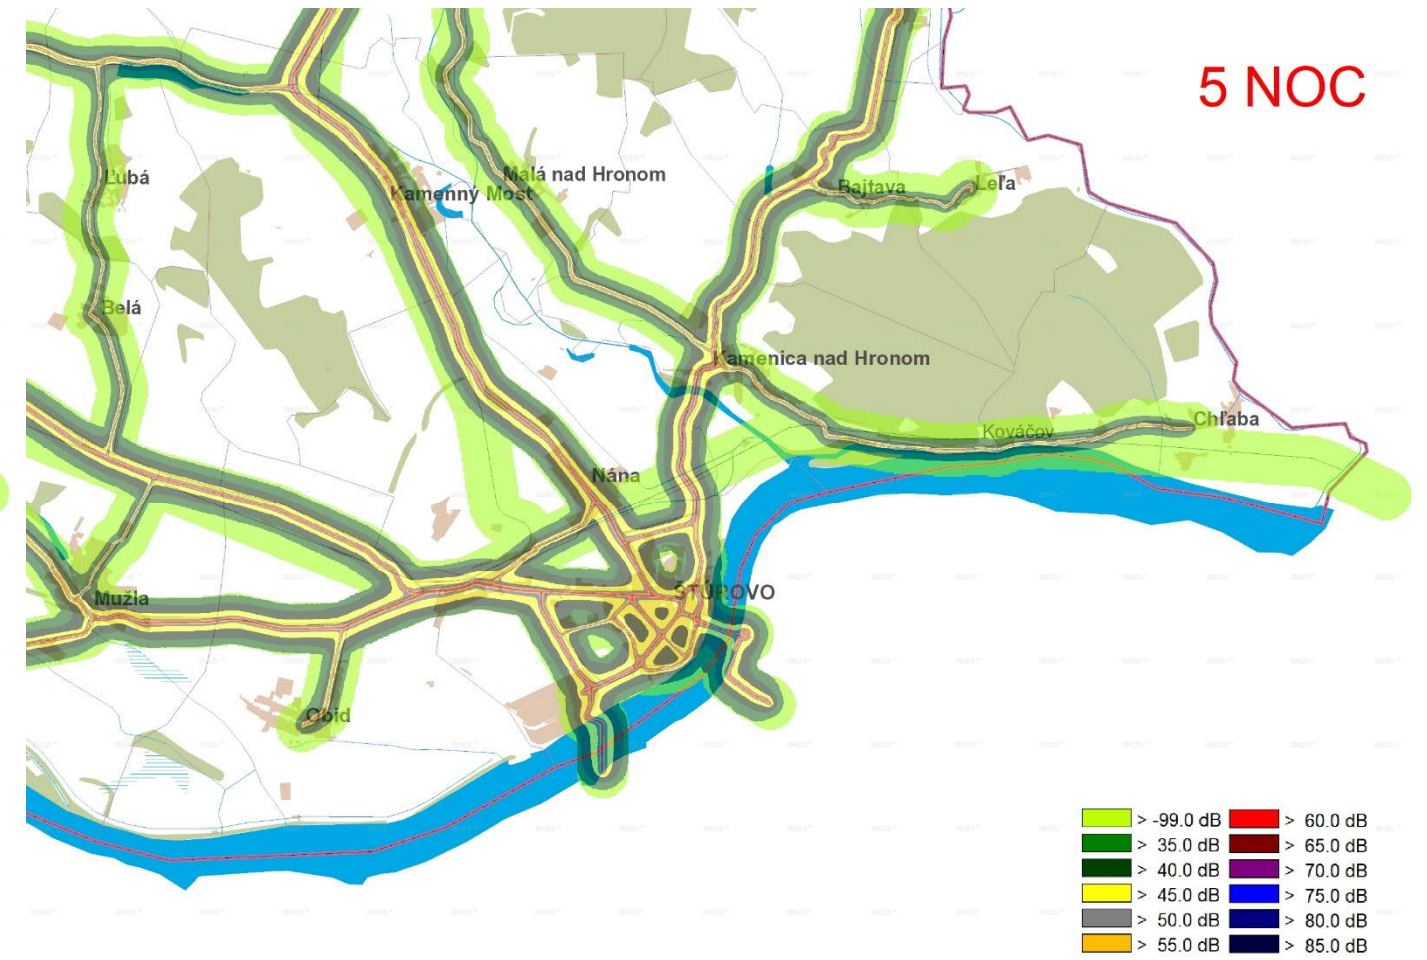 5 NOC
Malá nad Hronom
Ľubá
Kamenný Most
Bajtava
Leľa
Belá
Kamenica nad Hronom
Chľaba
Kováčov
Nána
ŠTÚROVO
Mužla
Obid
> -99.0 dB
> 35.0 dB
> 40.0 dB
> 45.0 dB
> 50.0 dB
> 55.0 dB
> 60.0 dB
> 65.0 dB
> 70.0 dB
> 75.0 dB
> 80.0 dB
> 85.0 dB